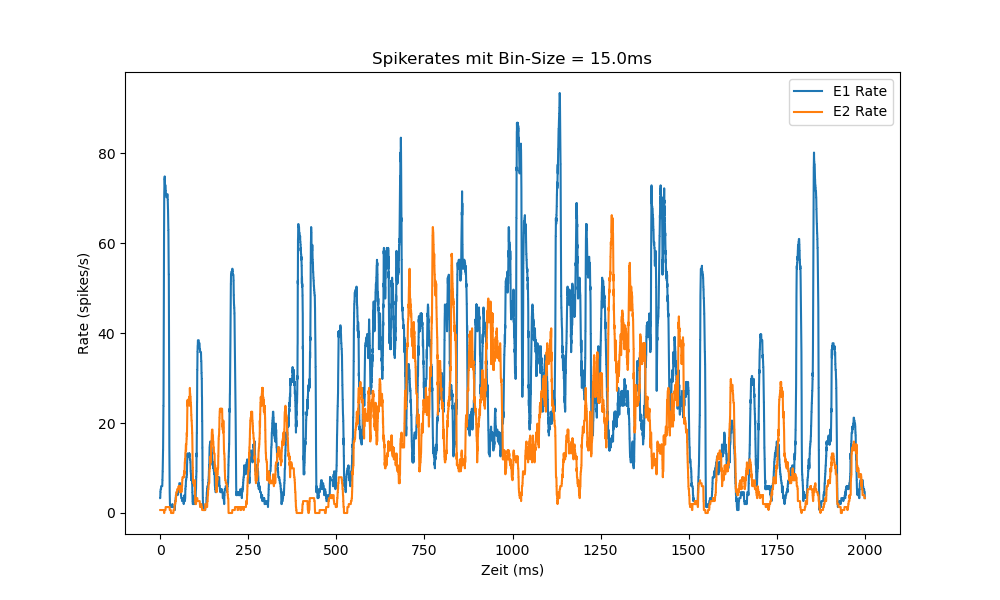 Spikerates mit Bin-Size = 15.0ms
E1 Rate
E2 Rate
80
60
40
20
0
Rate (spikes/s)
0 250 500 750 1000 1250 1500 1750 2000
Zeit (ms)